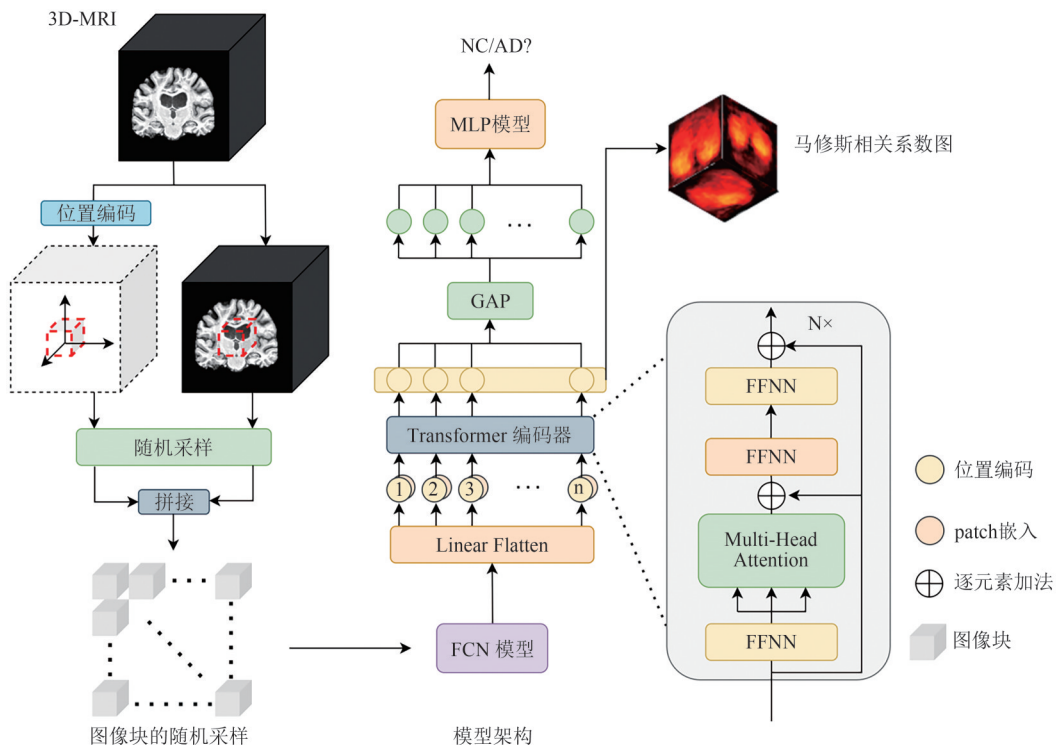 3D-MRI
位置编码
随机采样
拼接
图像块的随机采样
NC/AD?
MLP模型
...
GAP
Transformer 编码器
1
2
3
...
n
Linear Flatten
FCN 模型
模型架构
马修斯相关系数图
N×
FFNN
FFNN
Multi-Head
Attention
FFNN
位置编码
patch嵌入
逐元素加法
图像块